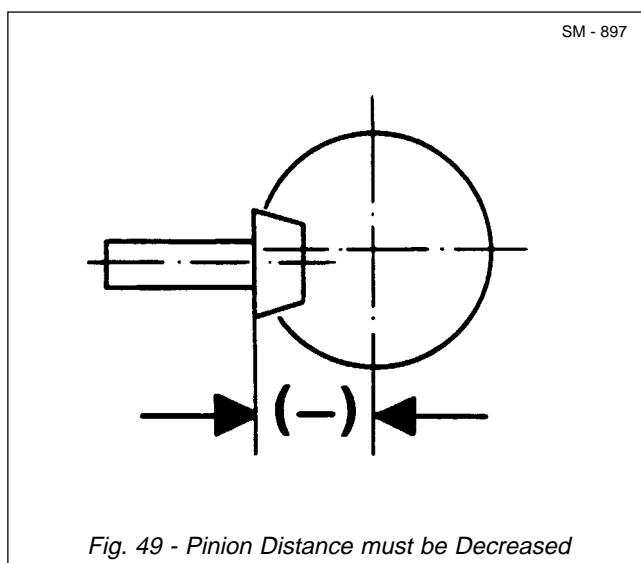 SM - 897
(–)
Fig. 49 - Pinion Distance must be Decreased